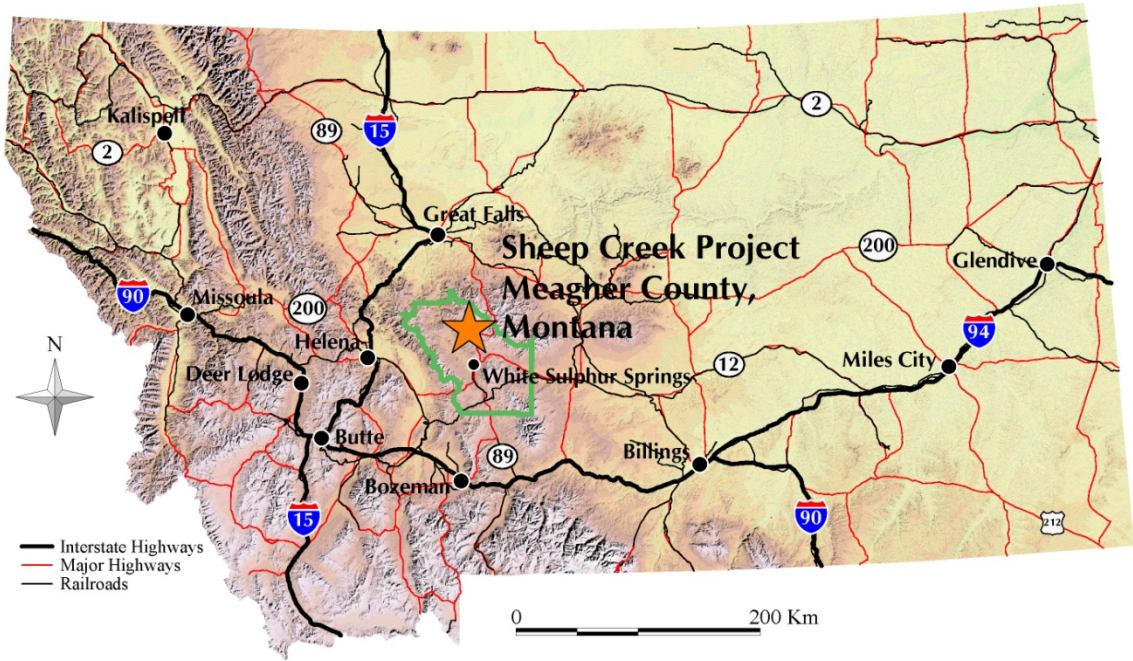 Kalispell
2
89
15
2
Great Falls
Sheep Creek Project
Meagher County,
Montana
200
Glendive
90
Missoula
200
Helena
94
N
Deer Lodge
White Sulphur Springs
12
Miles City
Butte
89
Billings
Bozeman
15
90
212
Interstate Highways
Major Highways
Railroads
0
200 Km